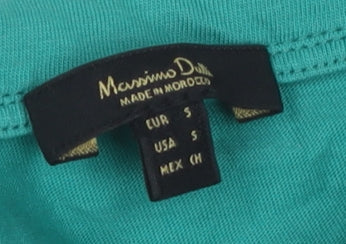 Massimo Dutti
MADE IN MOROCCO
EUR S
USA S
MEX CH